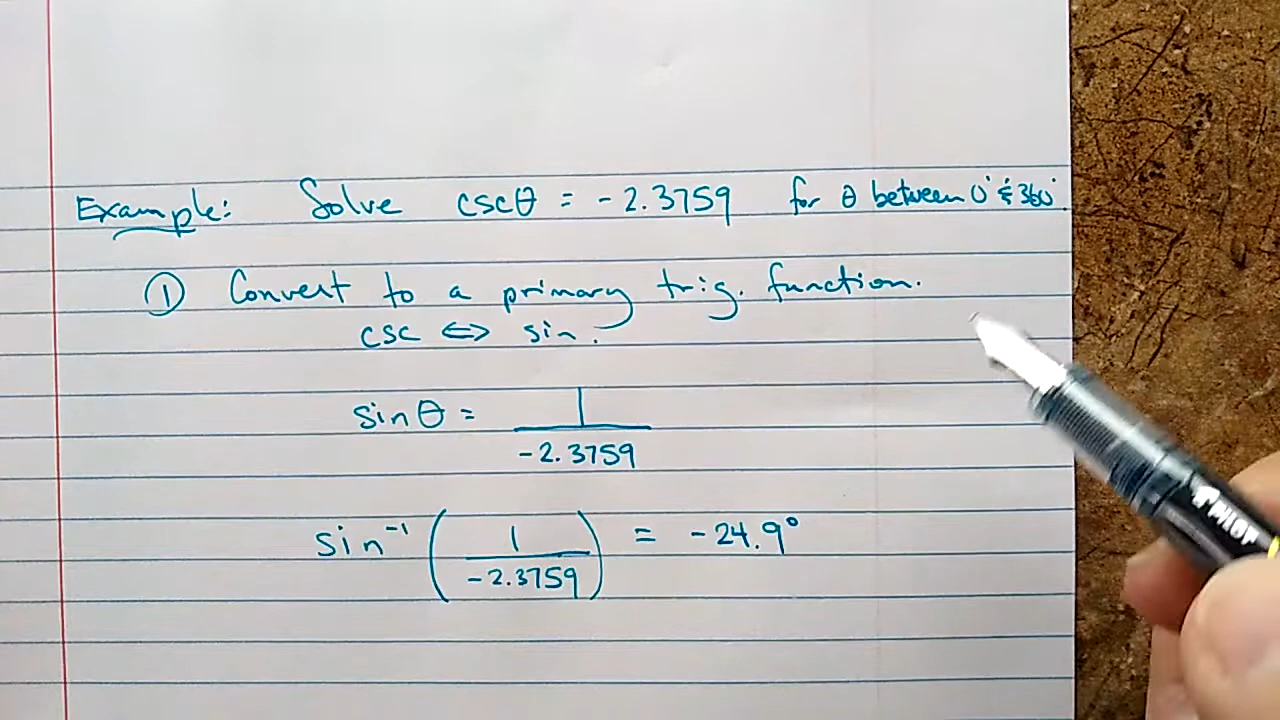 Example: Solve cscθ = -2.3759 for θ between 0° & 360°.
① Convert to a primary trig. function.
csc ⇔ sin.
sinθ = 1
-2.3759
sin⁻¹ (1 / -2.3759) = -24.9°
PILOT